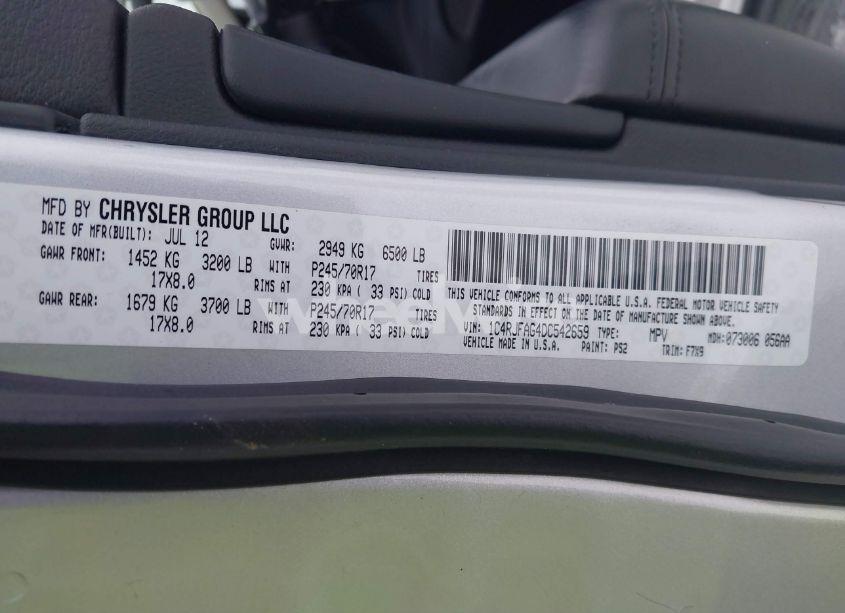 MFD BY CHRYSLER GROUP LLC
DATE OF MFR(BUILT): JUL 12 GVWR: 2949 KG 6500 LB
GAWR FRONT: 1452 KG 3200 LB WITH P245/70R17 TIRES
17X8.0 RIMS AT 230 KPA ( 33 PSI) COLD
GAWR REAR: 1679 KG 3700 LB WITH P245/70R17 TIRES
17X8.0 RIMS AT 230 KPA ( 33 PSI) COLD
THIS VEHICLE CONFORMS TO ALL APPLICABLE U.S.A. FEDERAL MOTOR VEHICLE SAFETY
STANDARDS IN EFFECT ON THE DATE OF MANUFACTURE SHOWN ABOVE.
VIN: 1C4RJFAG4DC542659 TYPE: MPV MDH:073006 056AA
VEHICLE MADE IN U.S.A. PAINT: PS2 TRIM: F7X9